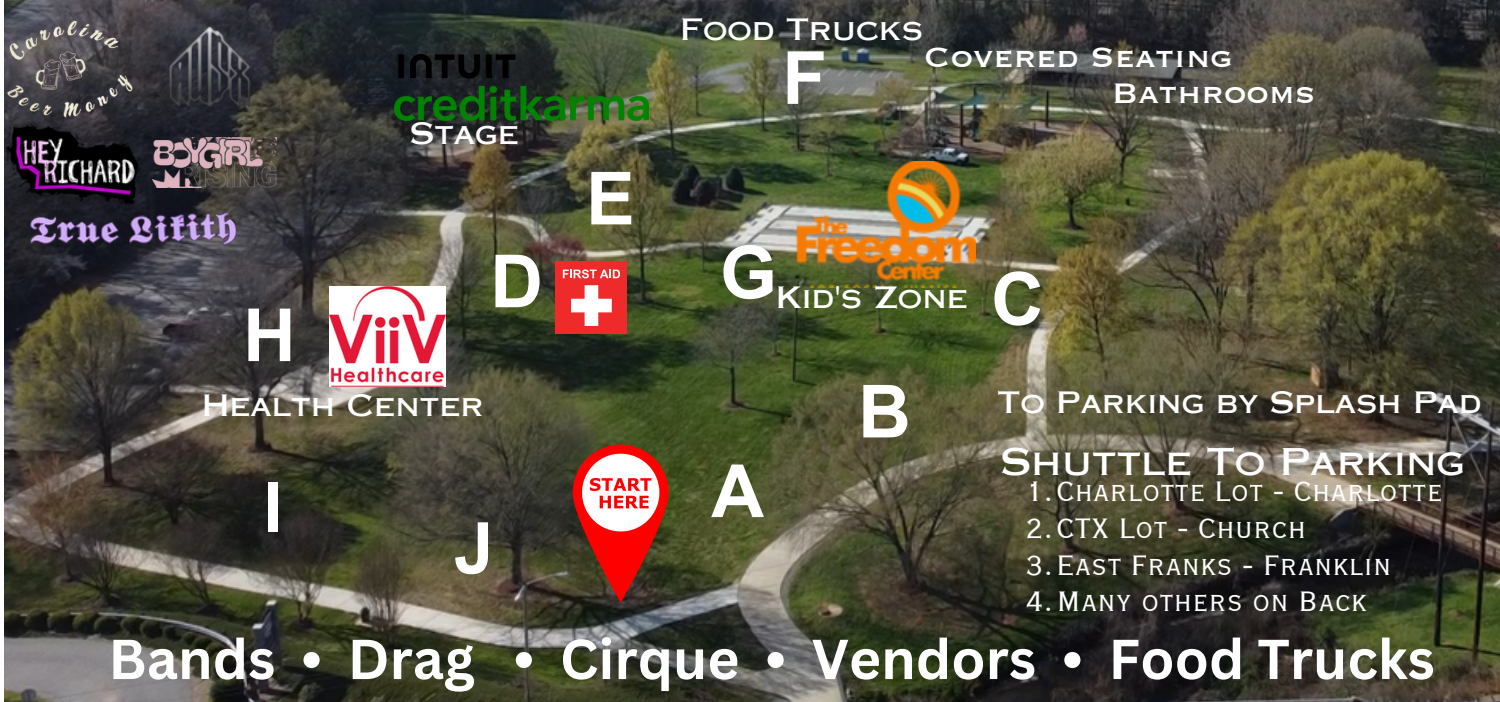 Carolina
Beer Money
HEY
RICHARD
BOYGIRL
RISING
True Likith
INTUIT
creditkarma
STAGE
FOOD TRUCKS
F
COVERED SEATING
BATHROOMS
E
D
FIRST AID
G
The
Freedom
Center
KID'S ZONE
C
H
ViiV
Healthcare
HEALTH CENTER
B
I
J
START
HERE
A
TO PARKING BY SPLASH PAD
SHUTTLE TO PARKING
1. CHARLOTTE LOT - CHARLOTTE
2. CTX LOT - CHURCH
3. EAST FRANKS - FRANKLIN
4. MANY OTHERS ON BACK
Bands • Drag • Cirque • Vendors • Food Trucks